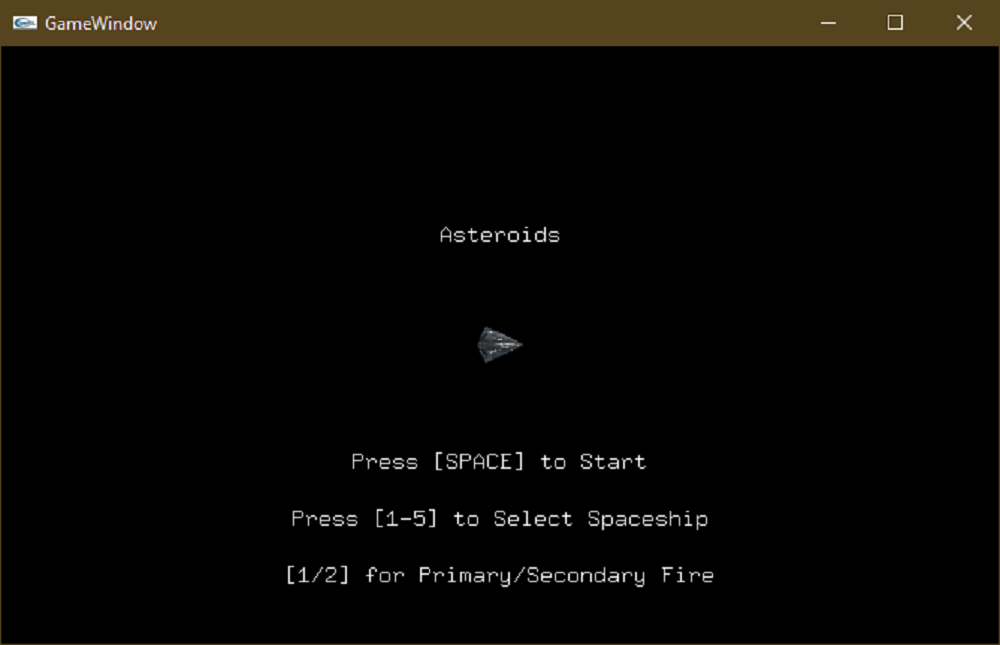 GameWindow
Asteroids
Press [SPACE] to Start
Press [1-5] to Select Spaceship
[1/2] for Primary/Secondary Fire